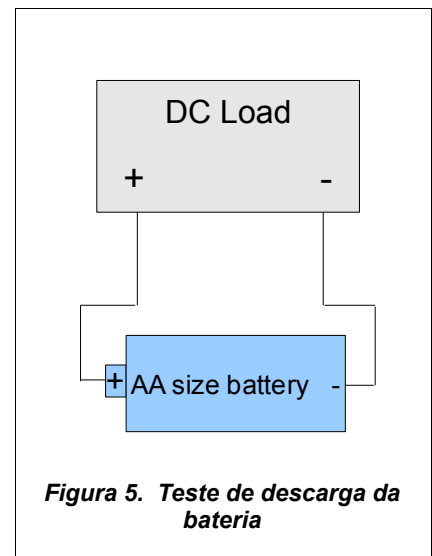 DC Load
+ -
+ AA size battery -
Figura 5. Teste de descarga da
bateria